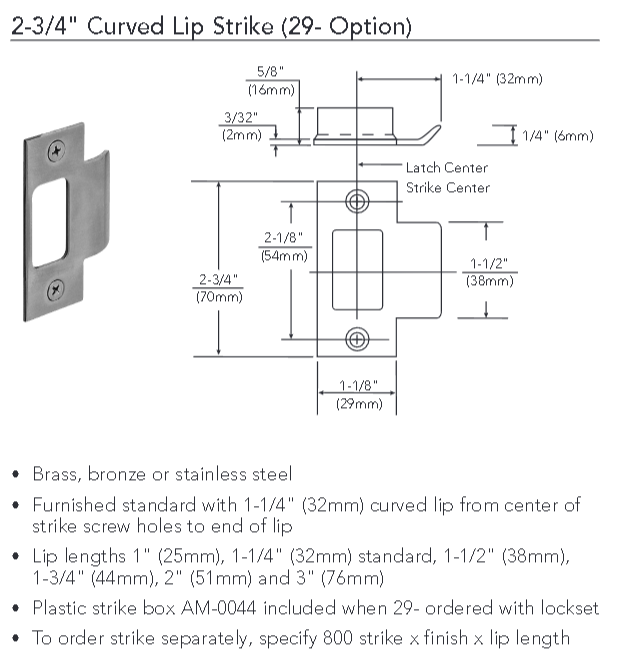 2-3/4" Curved Lip Strike (29- Option)
5/8"
(16mm)
1-1/4" (32mm)
3/32"
(2mm)
1/4" (6mm)
Latch Center
Strike Center
2-1/8"
(54mm)
2-3/4"
(70mm)
1-1/2"
(38mm)
1-1/8"
(29mm)
• Brass, bronze or stainless steel
• Furnished standard with 1-1/4" (32mm) curved lip from center of
strike screw holes to end of lip
• Lip lengths 1" (25mm), 1-1/4" (32mm) standard, 1-1/2" (38mm),
1-3/4" (44mm), 2" (51mm) and 3" (76mm)
• Plastic strike box AM-0044 included when 29- ordered with lockset
• To order strike separately, specify 800 strike x finish x lip length